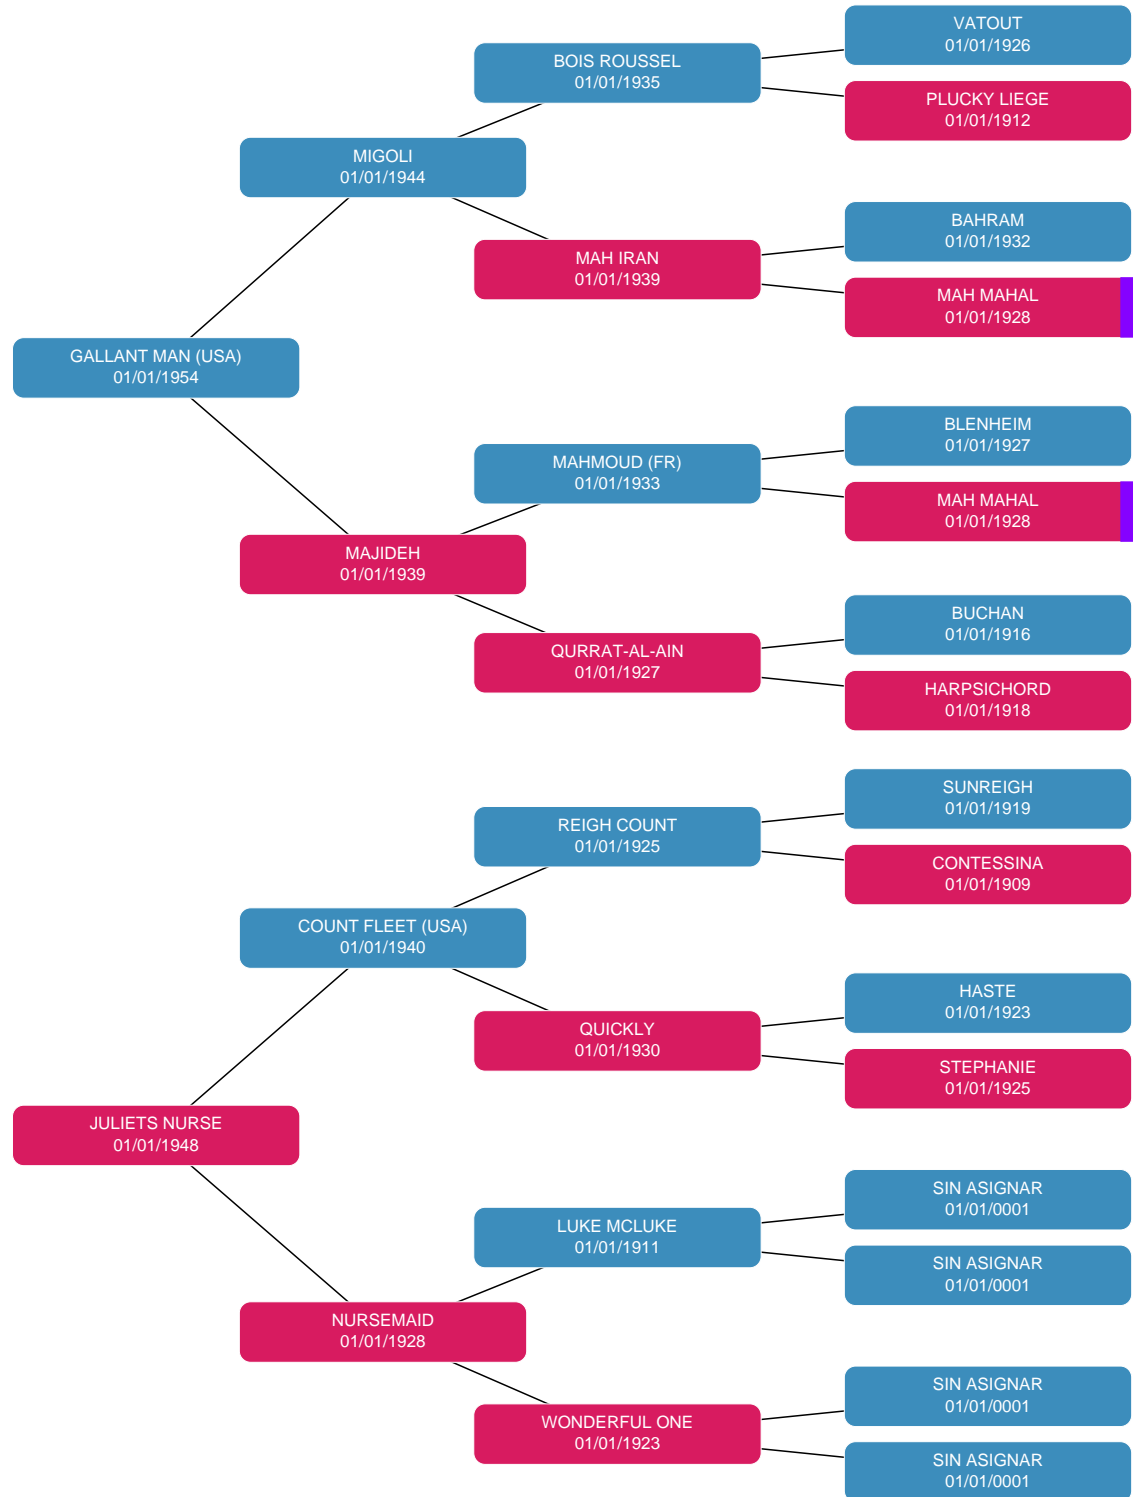 VATOUT
01/01/1926
BOIS ROUSSEL
01/01/1935
PLUCKY LIEGE
01/01/1912
MIGOLI
01/01/1944
BAHRAM
01/01/1932
MAH IRAN
01/01/1939
MAH MAHAL
01/01/1928
GALLANT MAN (USA)
01/01/1954
BLENHEIM
01/01/1927
MAHMOUD (FR)
01/01/1933
MAH MAHAL
01/01/1928
MAJIDEH
01/01/1939
BUCHAN
01/01/1916
QURRAT-AL-AIN
01/01/1927
HARPSICHORD
01/01/1918
SUNREIGH
01/01/1919
REIGH COUNT
01/01/1925
CONTESSINA
01/01/1909
COUNT FLEET (USA)
01/01/1940
HASTE
01/01/1923
QUICKLY
01/01/1930
STEPHANIE
01/01/1925
JULIETS NURSE
01/01/1948
SIN ASIGNAR
01/01/0001
LUKE MCLUKE
01/01/1911
SIN ASIGNAR
01/01/0001
NURSEMAID
01/01/1928
SIN ASIGNAR
01/01/0001
WONDERFUL ONE
01/01/1923
SIN ASIGNAR
01/01/0001